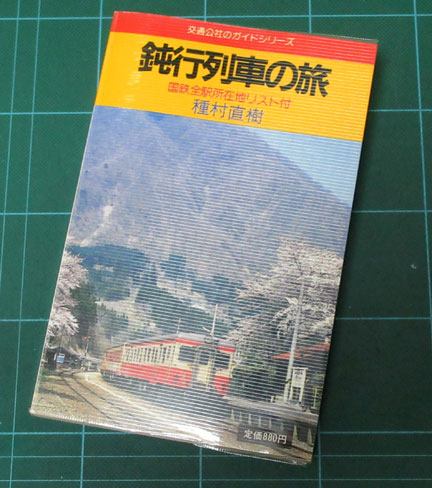 交通公社のガイドシリーズ
鈍行列車の旅
国鉄全駅所在地リスト付
種村直樹
定価880円